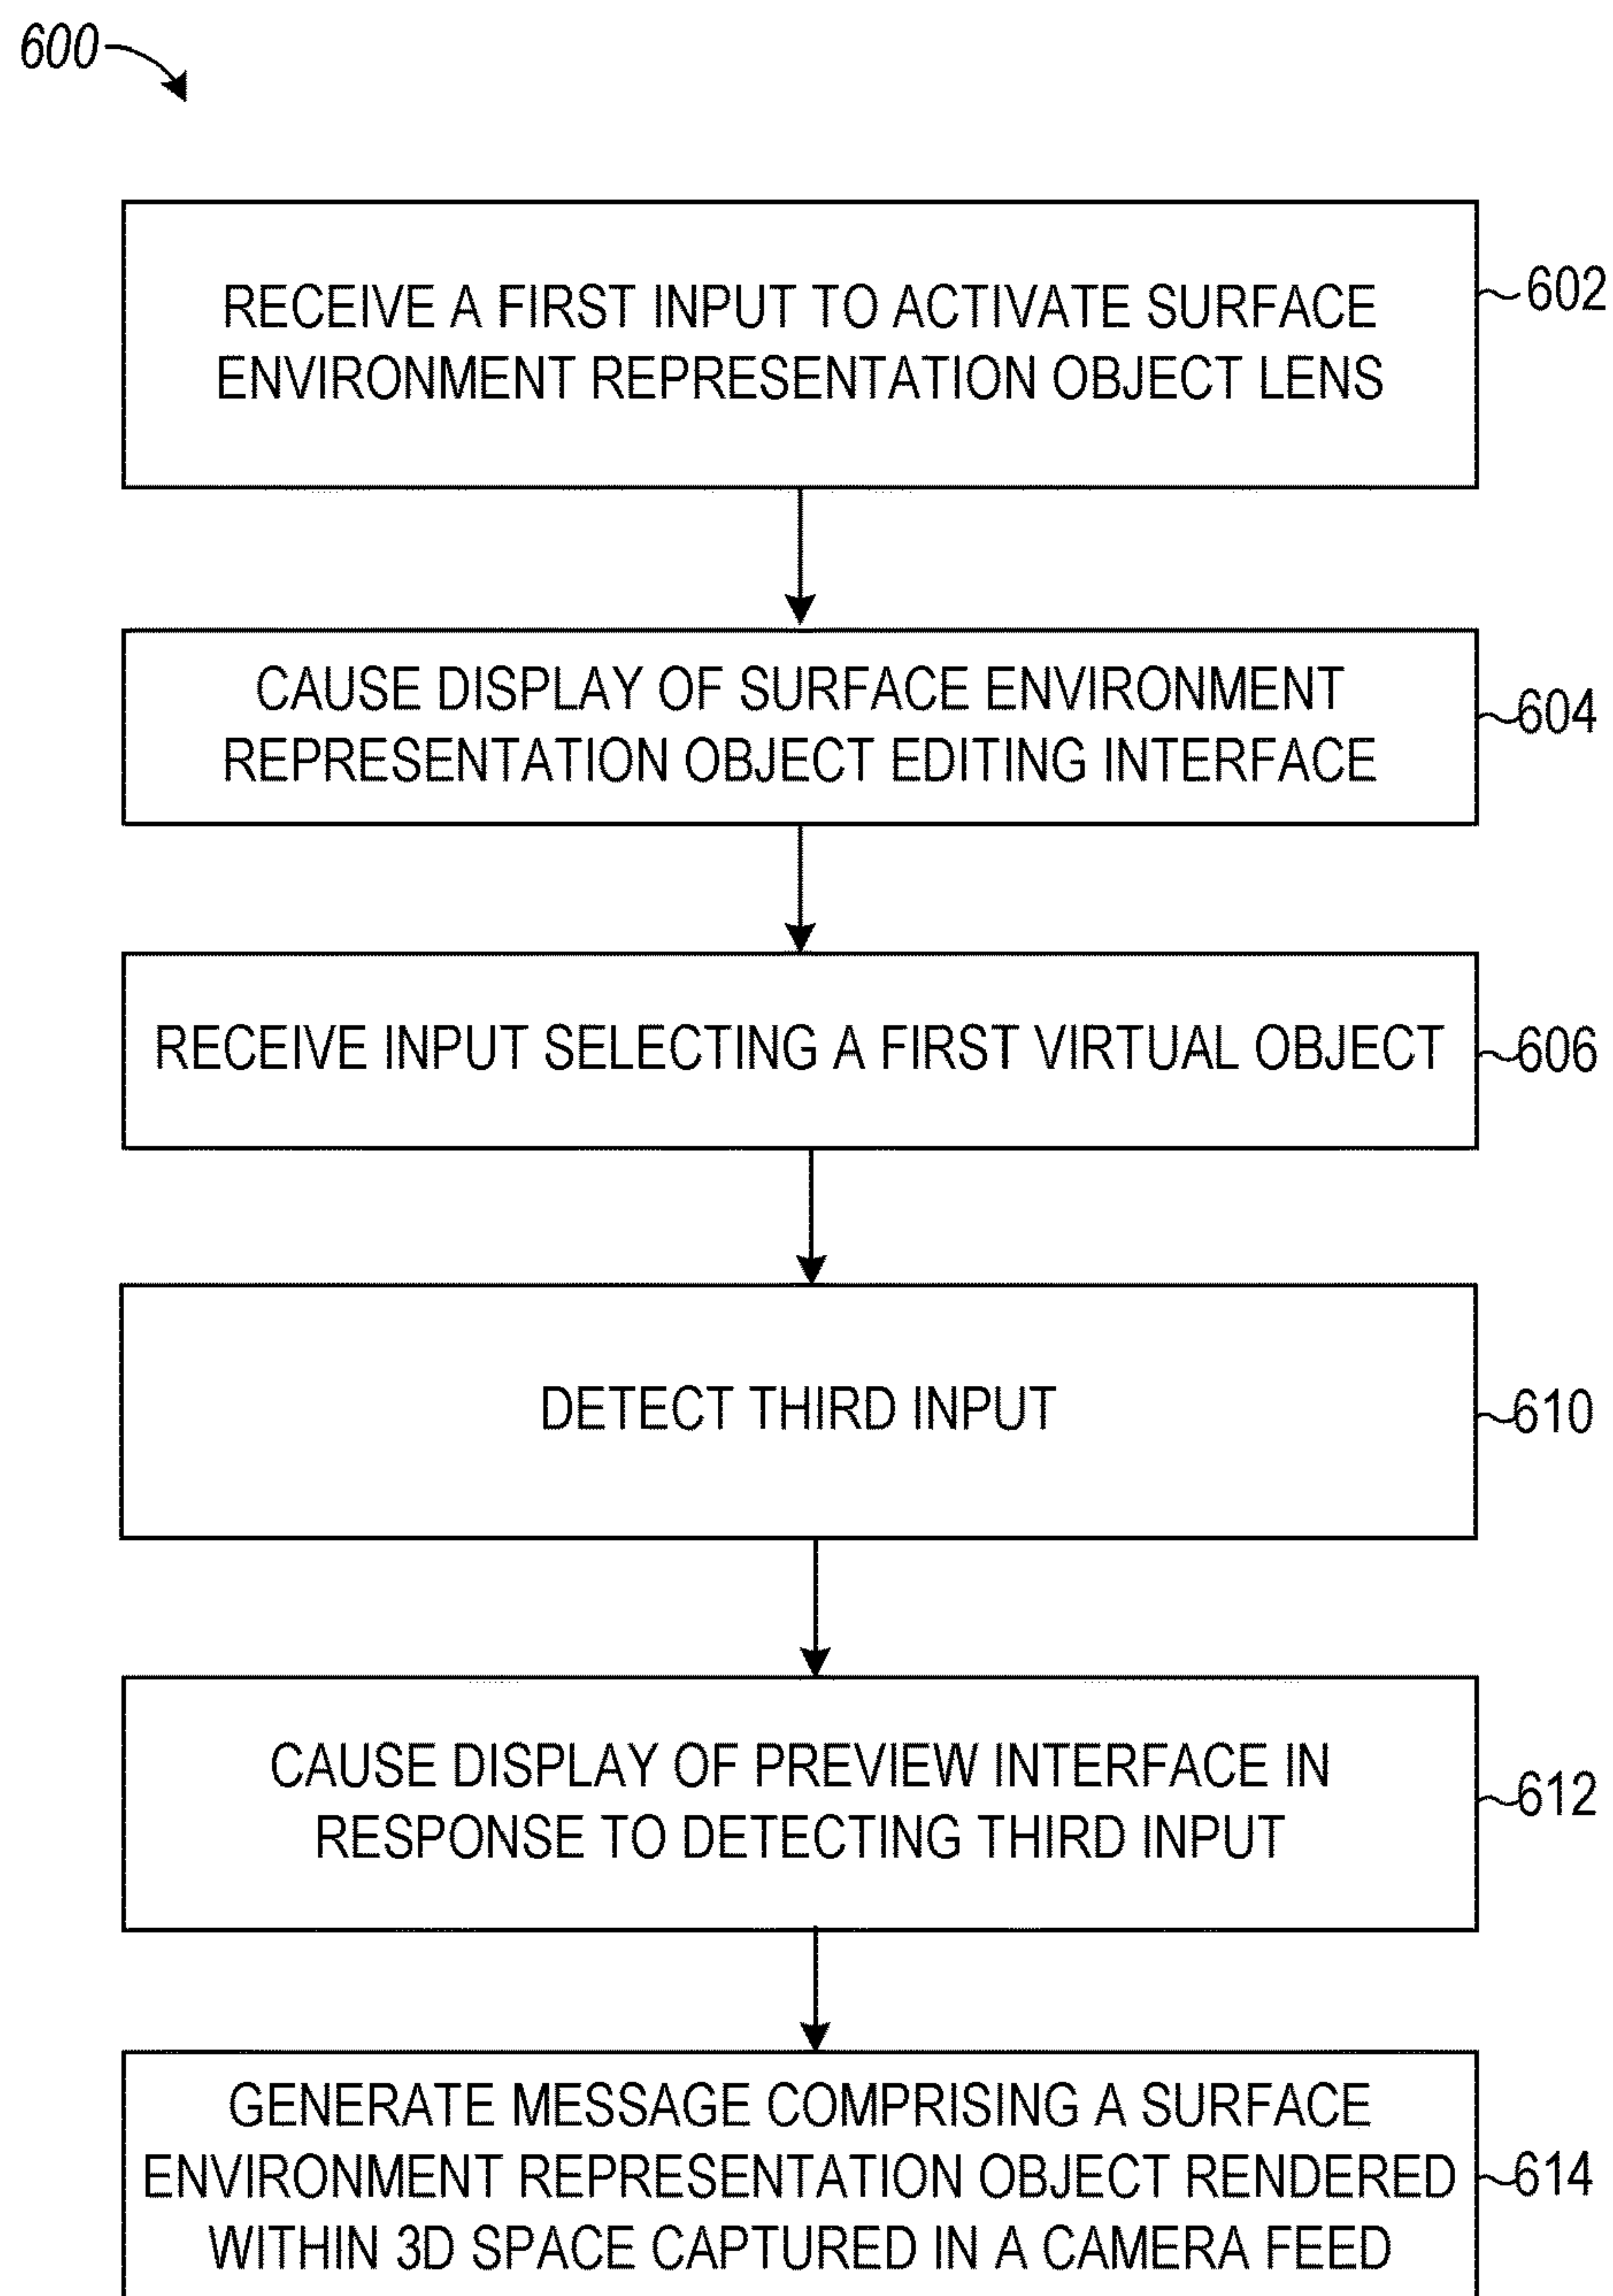 600
RECEIVE A FIRST INPUT TO ACTIVATE SURFACE
ENVIRONMENT REPRESENTATION OBJECT LENS
602
CAUSE DISPLAY OF SURFACE ENVIRONMENT
REPRESENTATION OBJECT EDITING INTERFACE
604
RECEIVE INPUT SELECTING A FIRST VIRTUAL OBJECT
606
DETECT THIRD INPUT
610
CAUSE DISPLAY OF PREVIEW INTERFACE IN
RESPONSE TO DETECTING THIRD INPUT
612
GENERATE MESSAGE COMPRISING A SURFACE
ENVIRONMENT REPRESENTATION OBJECT RENDERED
WITHIN 3D SPACE CAPTURED IN A CAMERA FEED
614